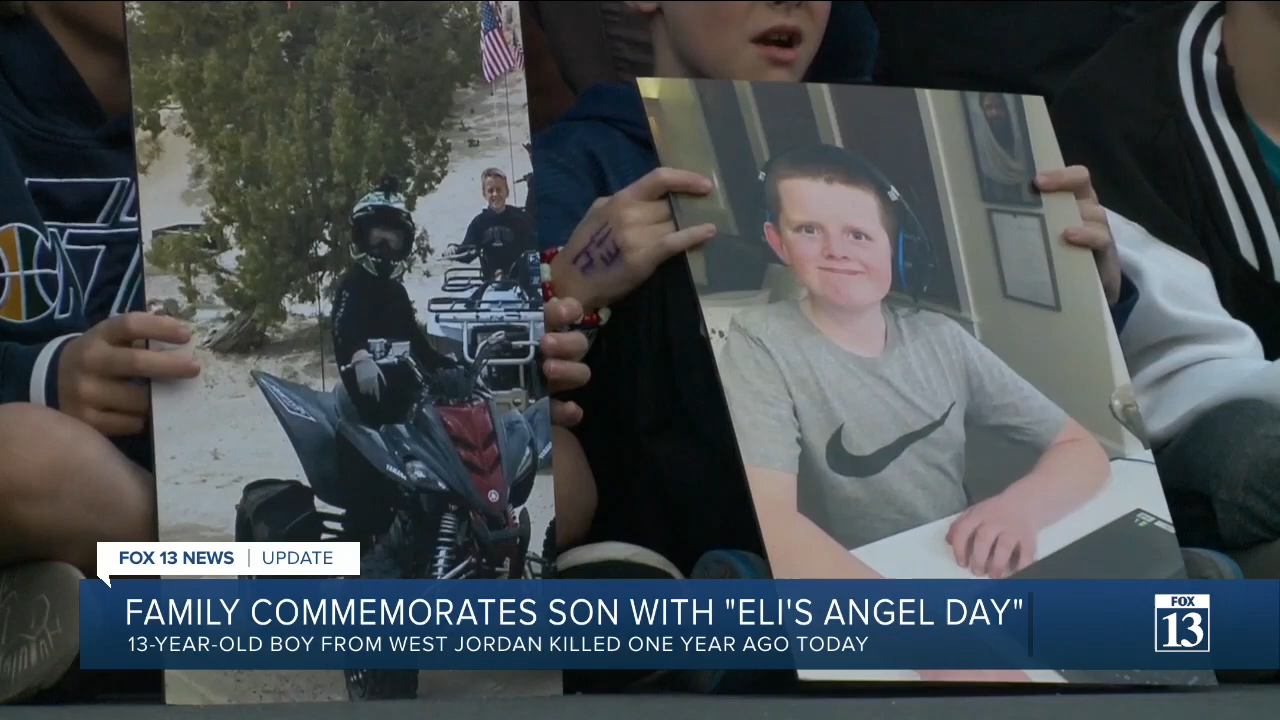 YAMAHA
FOX 13 NEWS | UPDATE
FAMILY COMMEMORATES SON WITH "ELI'S ANGEL DAY"
13-YEAR-OLD BOY FROM WEST JORDAN KILLED ONE YEAR AGO TODAY
FOX
13